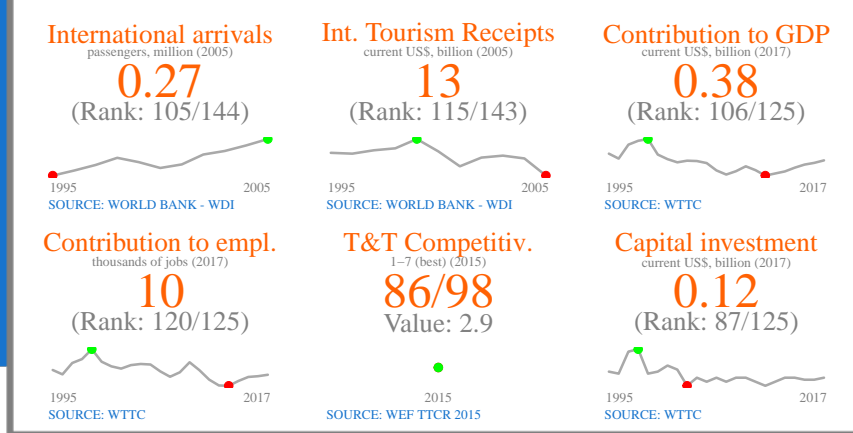 International arrivals
passengers, million (2005)
0.27
(Rank: 105/144)
1995 2005
SOURCE: WORLD BANK - WDI
Int. Tourism Receipts
current US$, billion (2005)
13
(Rank: 115/143)
1995 2005
SOURCE: WORLD BANK - WDI
Contribution to GDP
current US$, billion (2017)
0.38
(Rank: 106/125)
1995 2017
SOURCE: WTTC
Contribution to empl.
thousands of jobs (2017)
10
(Rank: 120/125)
1995 2017
SOURCE: WTTC
T&T Competitiv.
1–7 (best) (2015)
86/98
Value: 2.9
2015
SOURCE: WEF TTCR 2015
Capital investment
current US$, billion (2017)
0.12
(Rank: 87/125)
1995 2017
SOURCE: WTTC